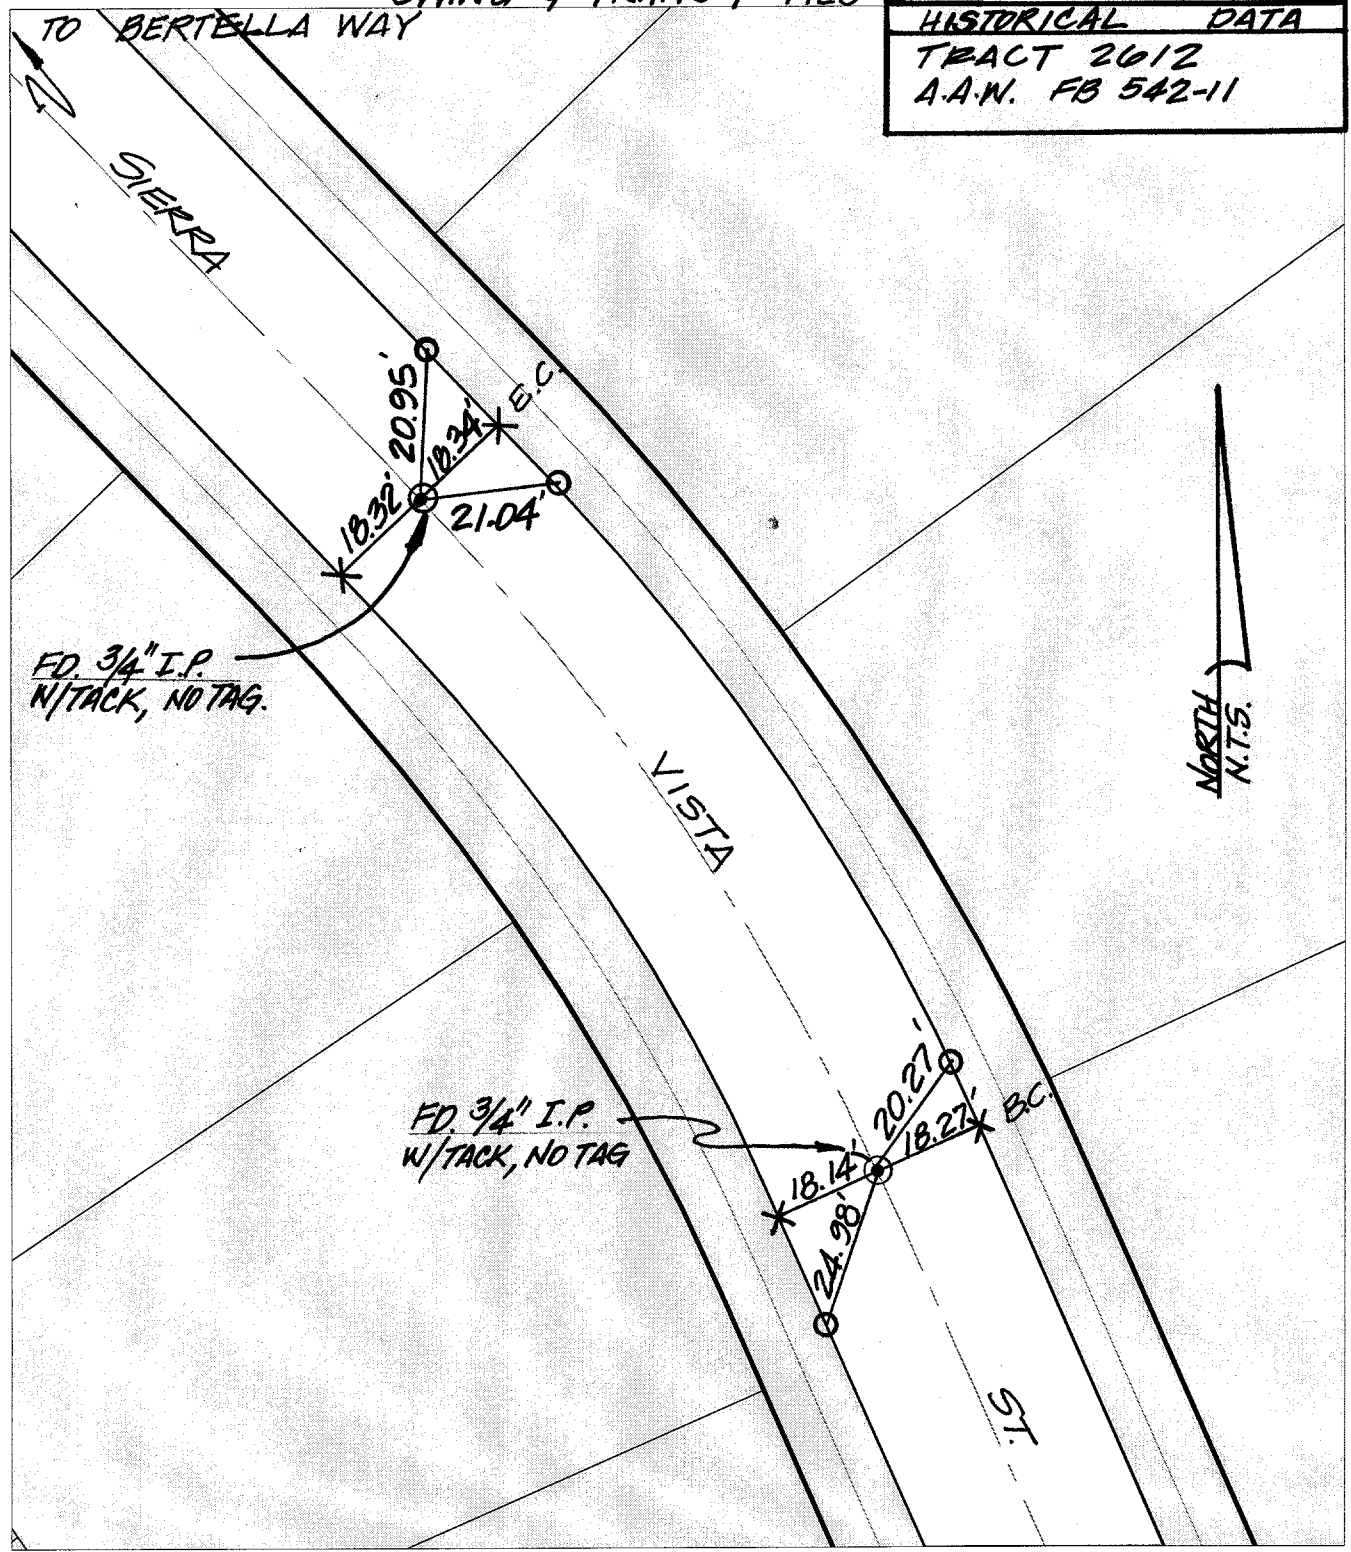 TO BERTELLA WAY
HISTORICAL DATA
TRACT 2612
A.A.W. FB 542-11
SIERRA
20.95'
E.C.
18.34'
18.32'
21.04'
FD. 3/4" I.P.
W/TACK, NO TAG.
NORTH
N.T.S.
VISTA
20.27'
B.C.
18.27'
FD. 3/4" I.P.
W/TACK, NO TAG
18.14'
24.98'
ST.